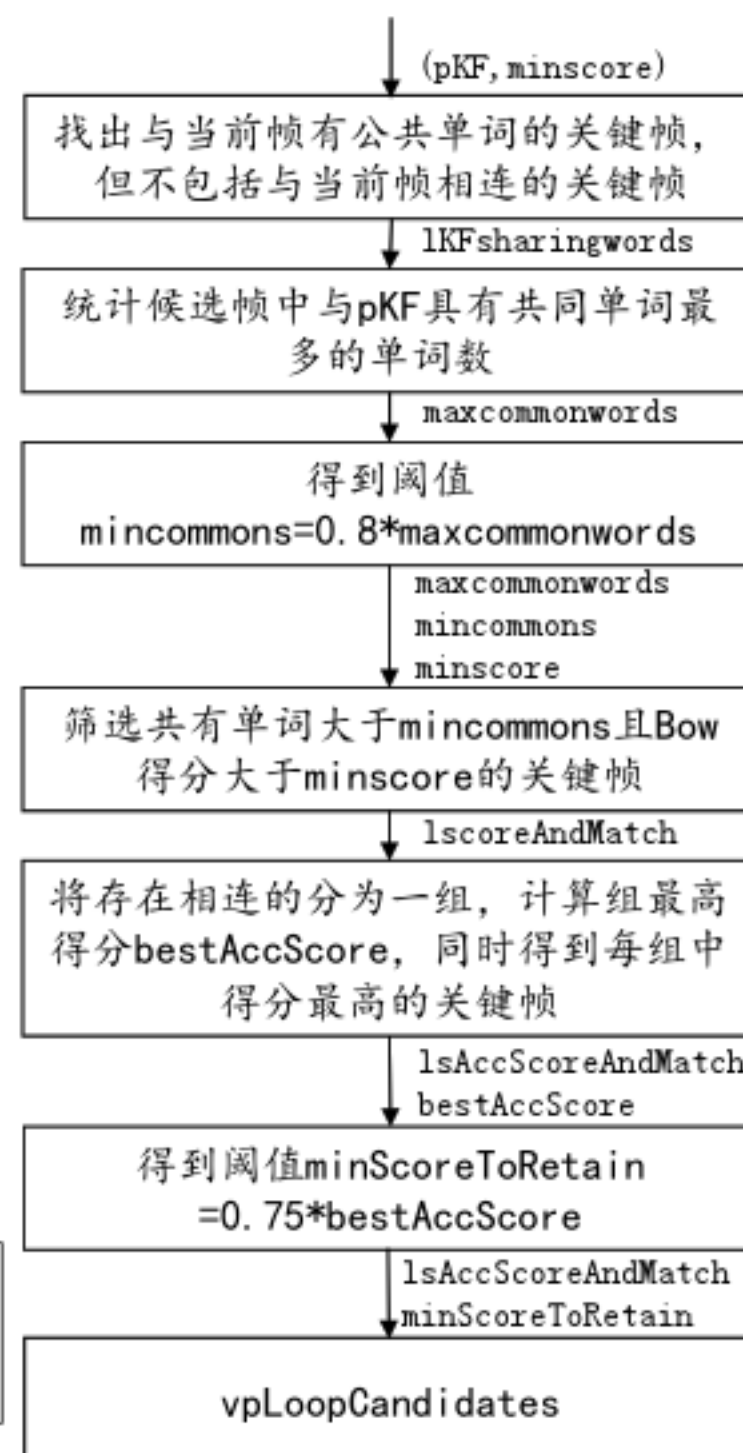 (pKF,minscore)
找出与当前帧有公共单词的关键帧，
但不包括与当前帧相连的关键帧
lKFsharingwords
统计候选帧中与pKF具有共同单词最
多的单词数
maxcommonwords
得到阈值
mincommons=0.8*maxcommonwords
maxcommonwords
mincommons
minscore
筛选共有单词大于mincommons且Bow
得分大于minscore的关键帧
lscoreAndMatch
将存在相连的分为一组，计算组最高
得分bestAccScore，同时得到每组中
得分最高的关键帧
lsAccScoreAndMatch
bestAccScore
得到阈值minScoreToRetain
=0.75*bestAccScore
lsAccScoreAndMatch
minScoreToRetain
vpLoopCandidates